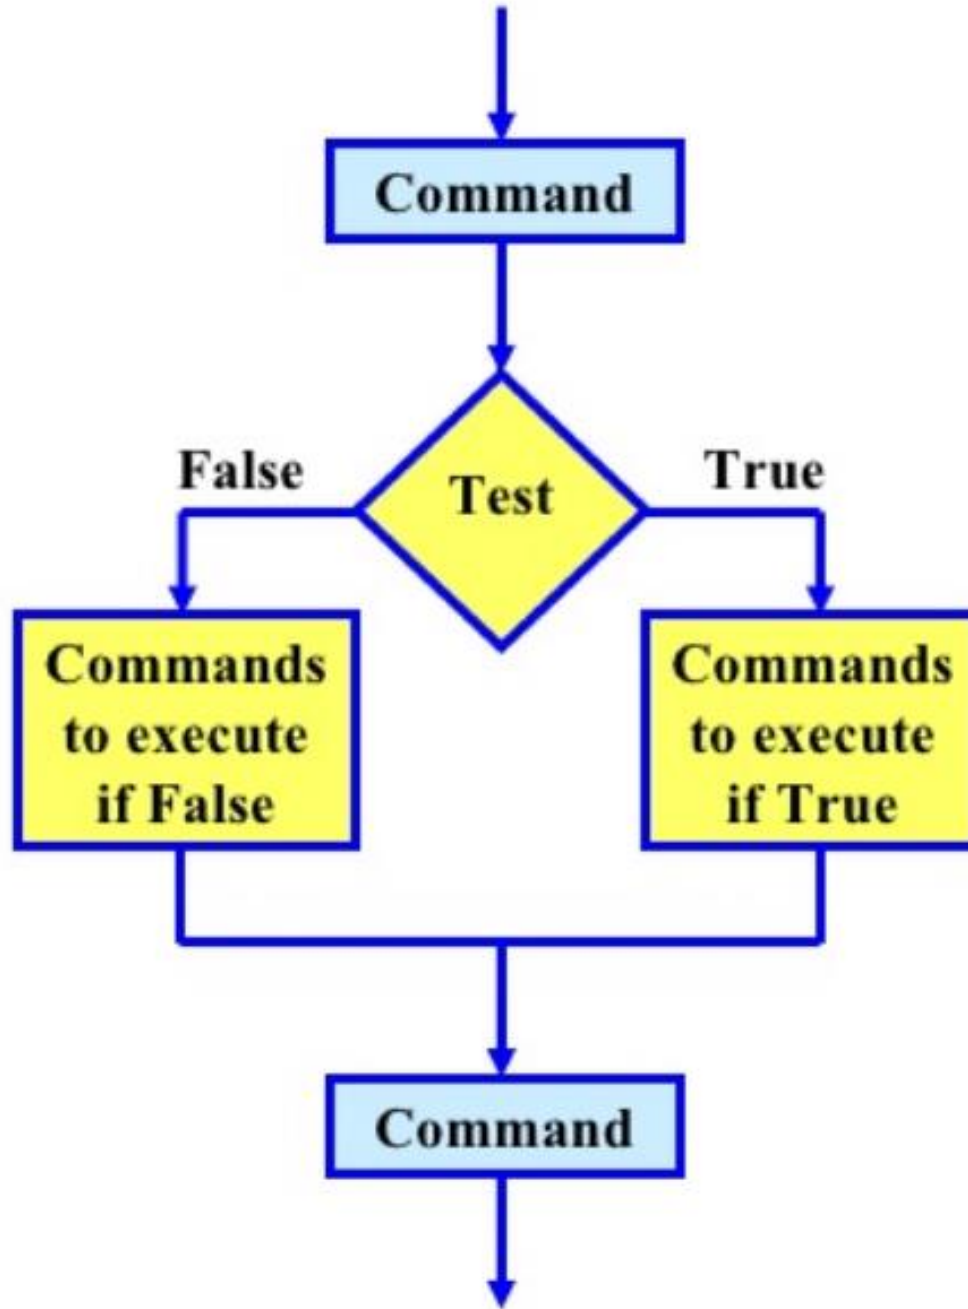 Command
False
Test
True
Commands
to execute
if False
Commands
to execute
if True
Command